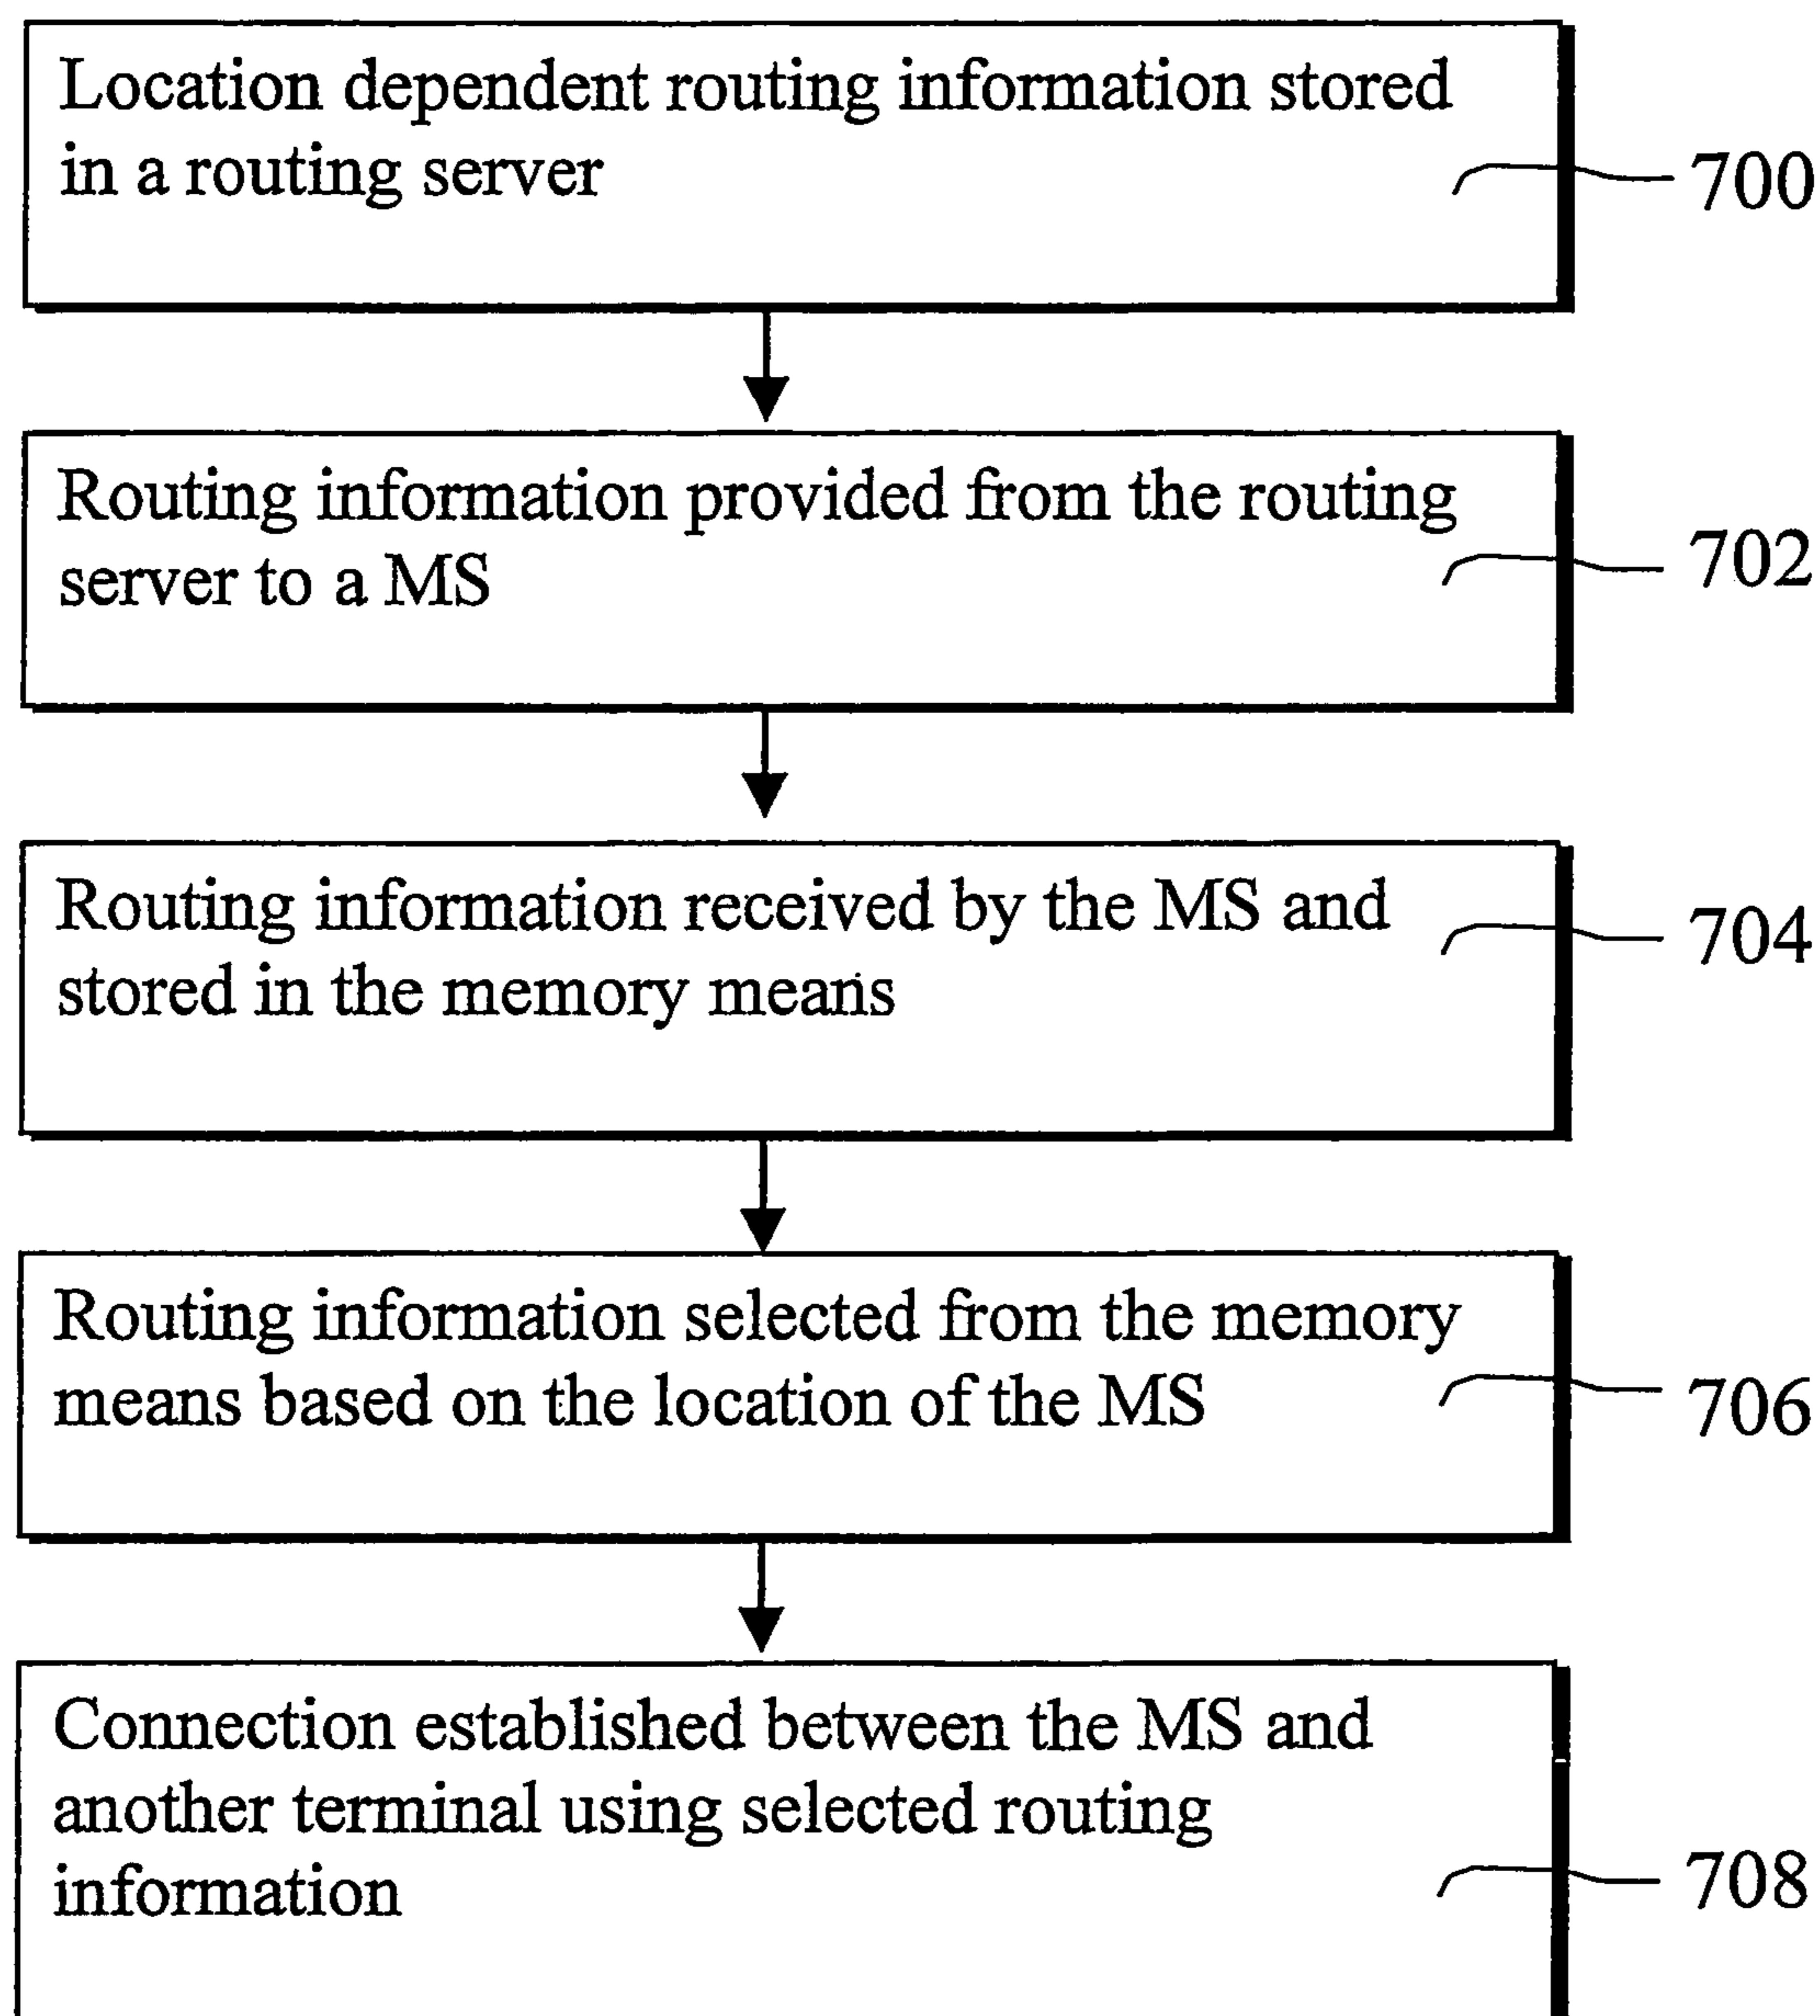 Location dependent routing information stored
in a routing server
700
Routing information provided from the routing
server to a MS
702
Routing information received by the MS and
stored in the memory means
704
Routing information selected from the memory
means based on the location of the MS
706
Connection established between the MS and
another terminal using selected routing
information
708